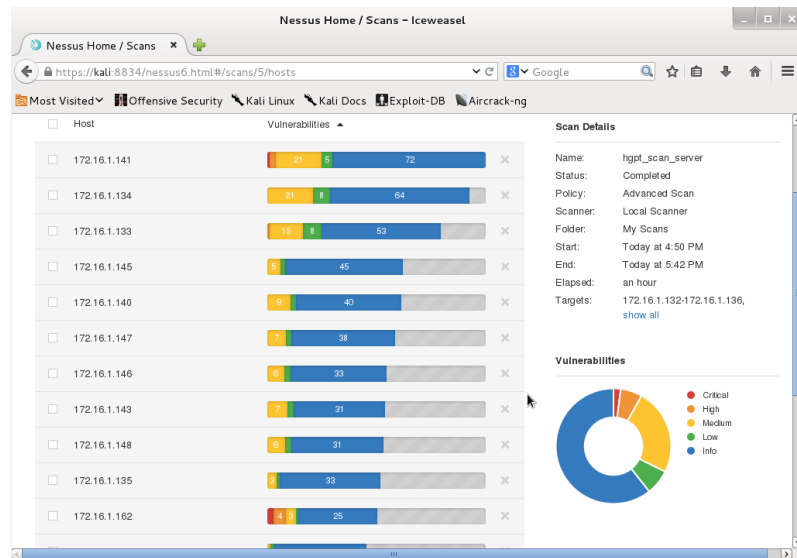 Nessus Home / Scans - Iceweasel
Nessus Home / Scans
https://kali:8834/nessus6.html#/scans/5/hosts
Google
Most Visited
Offensive Security
Kali Linux
Kali Docs
Exploit-DB
Aircrack-ng
Host
Vulnerabilities
172.16.1.141
21
5
72
172.16.1.134
21
8
64
172.16.1.133
15
8
53
172.16.1.145
5
45
172.16.1.140
9
40
172.16.1.147
7
38
172.16.1.146
6
33
172.16.1.143
7
31
172.16.1.148
6
31
172.16.1.135
3
33
172.16.1.162
4
3
25
Scan Details
Name: hgpt_scan_server
Status: Completed
Policy: Advanced Scan
Scanner: Local Scanner
Folder: My Scans
Start: Today at 4:50 PM
End: Today at 5:42 PM
Elapsed: an hour
Targets: 172.16.1.132-172.16.1.136,
show all
Vulnerabilities
Critical
High
Medium
Low
Info